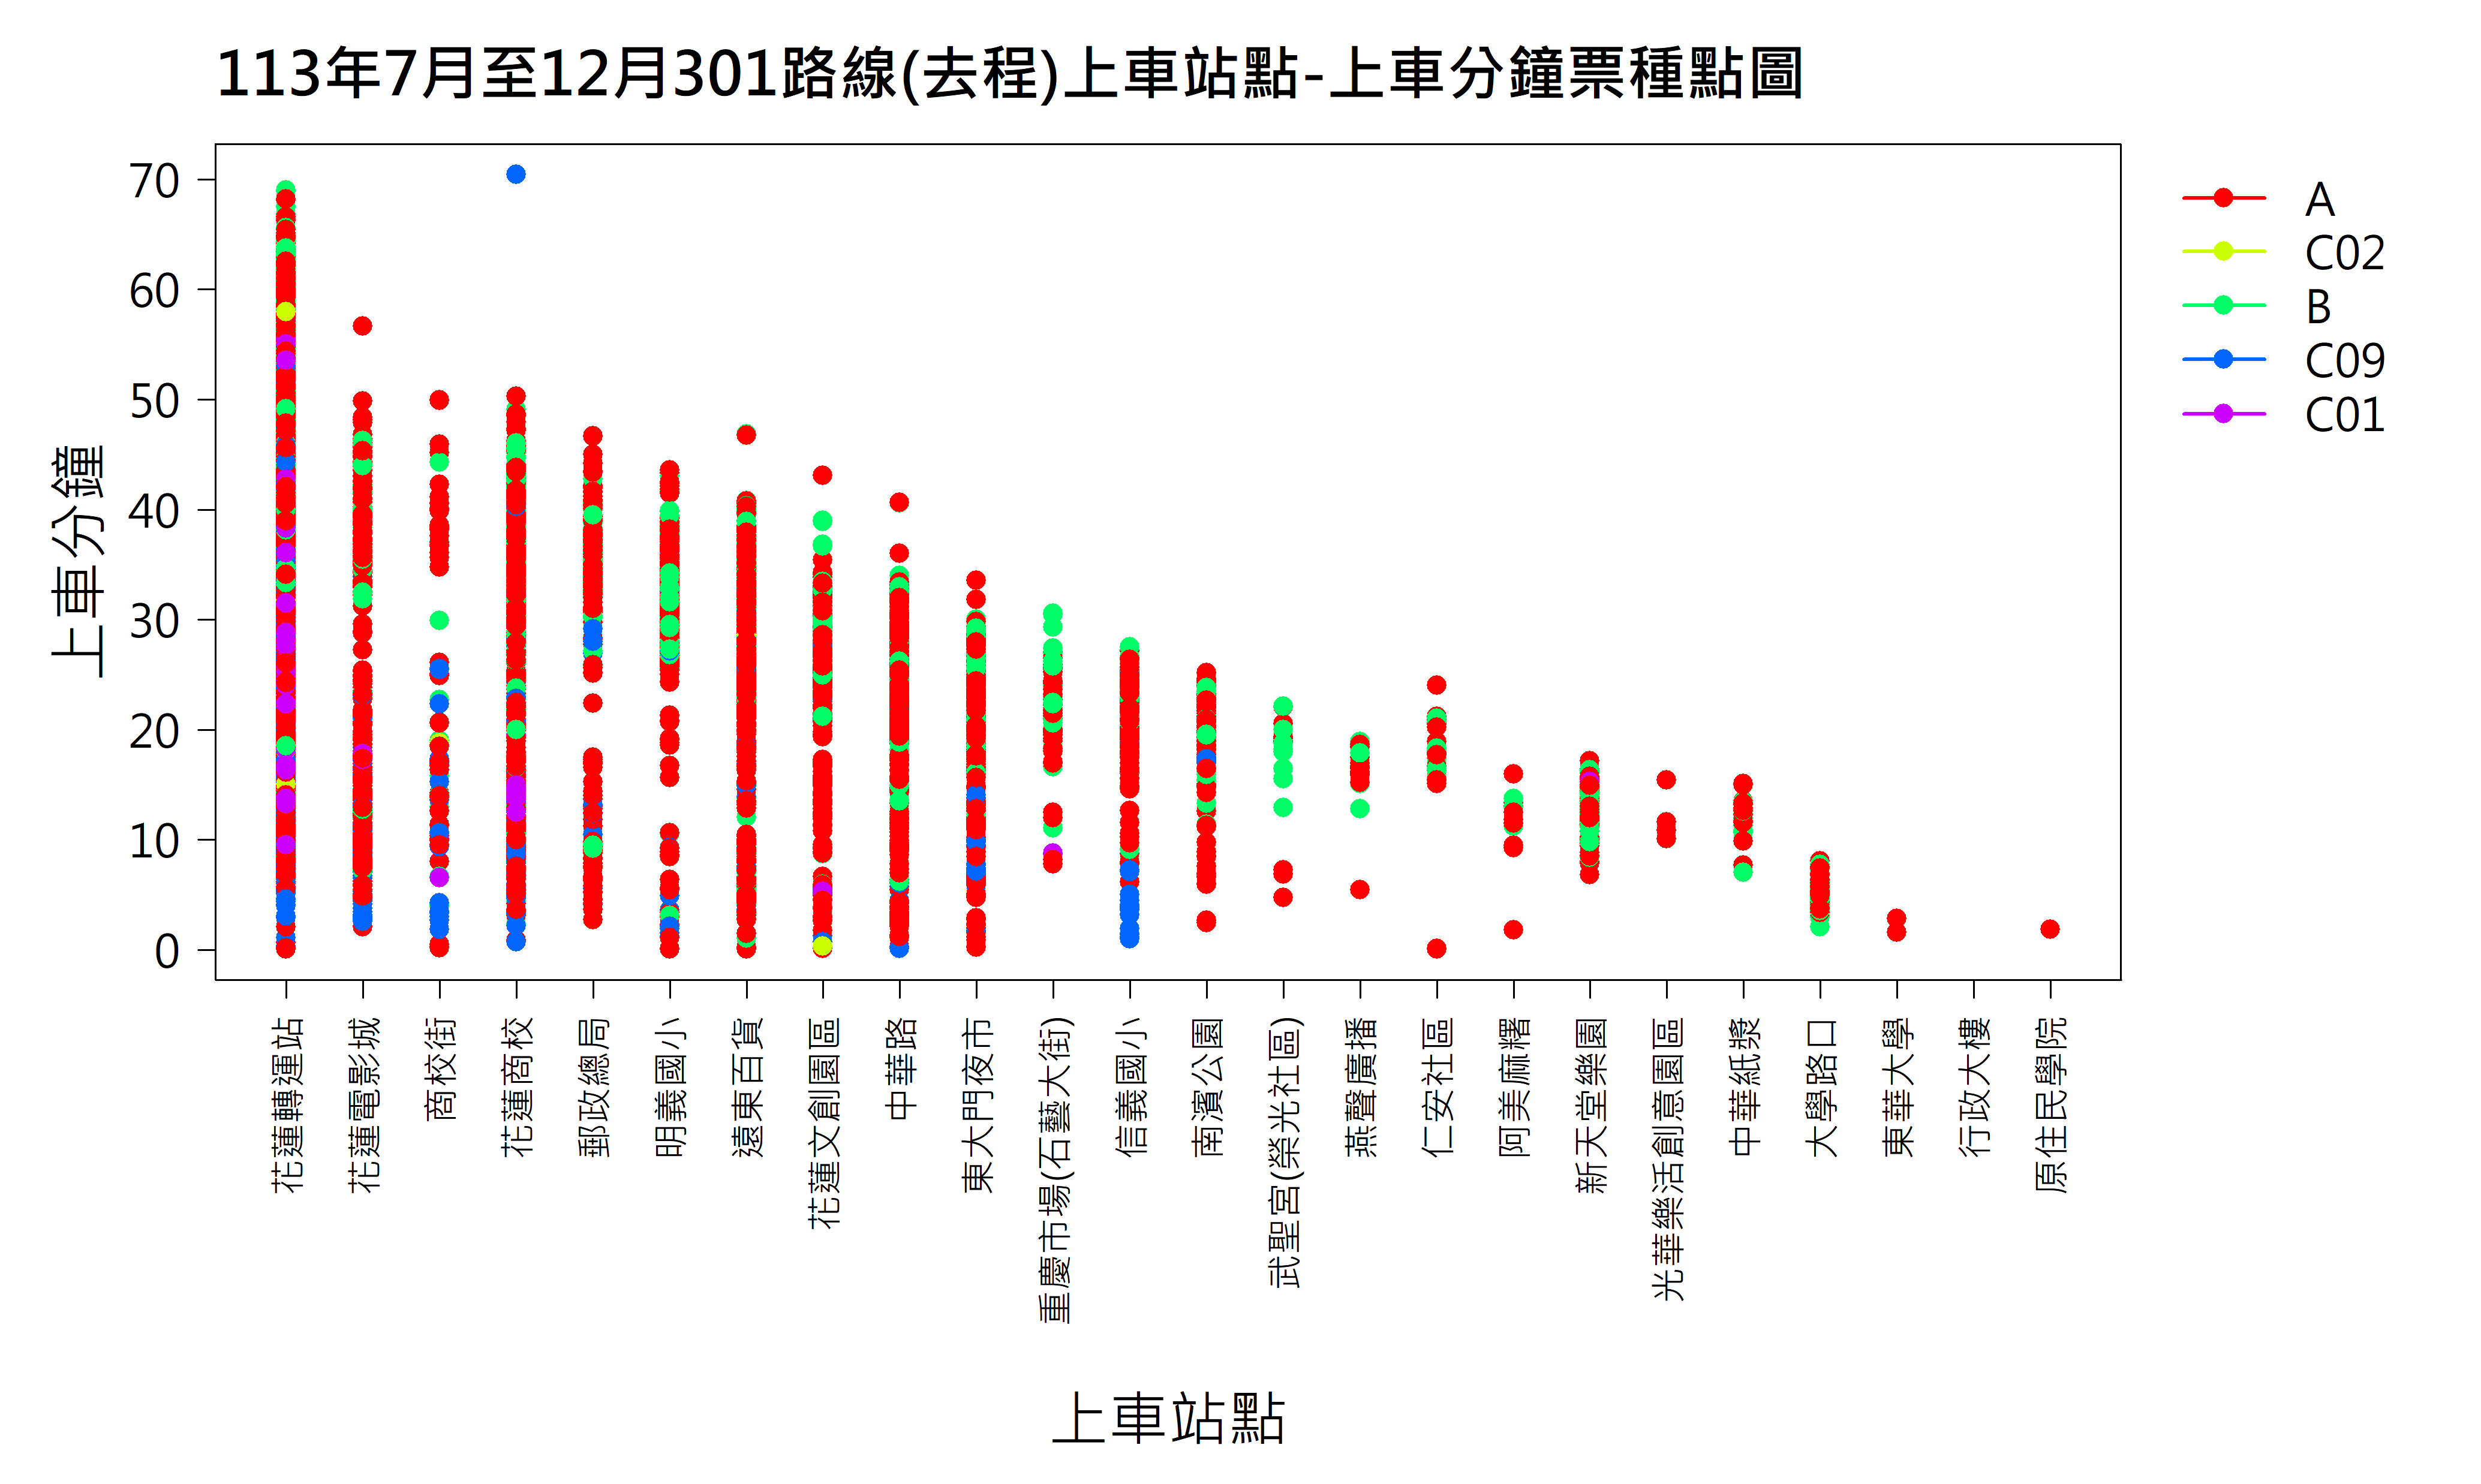 113年7月至12月301路線(去程)上車站點-上車分鐘票種點圖
上車分鐘
70
60
50
40
30
20
10
0
A
C02
B
C09
C01
花蓮轉運站
花蓮電影城
商校街
花蓮商校
郵政總局
明義國小
遠東百貨
花蓮文創園區
中華路
東大門夜市
重慶市場(石藝大街)
信義國小
南濱公園
武聖宮(榮光社區)
燕聲廣播
仁安社區
阿美麻糬
新天堂樂園
光華樂活創意園區
中華紙漿
大學路口
東華大學
行政大樓
原住民學院
上車站點